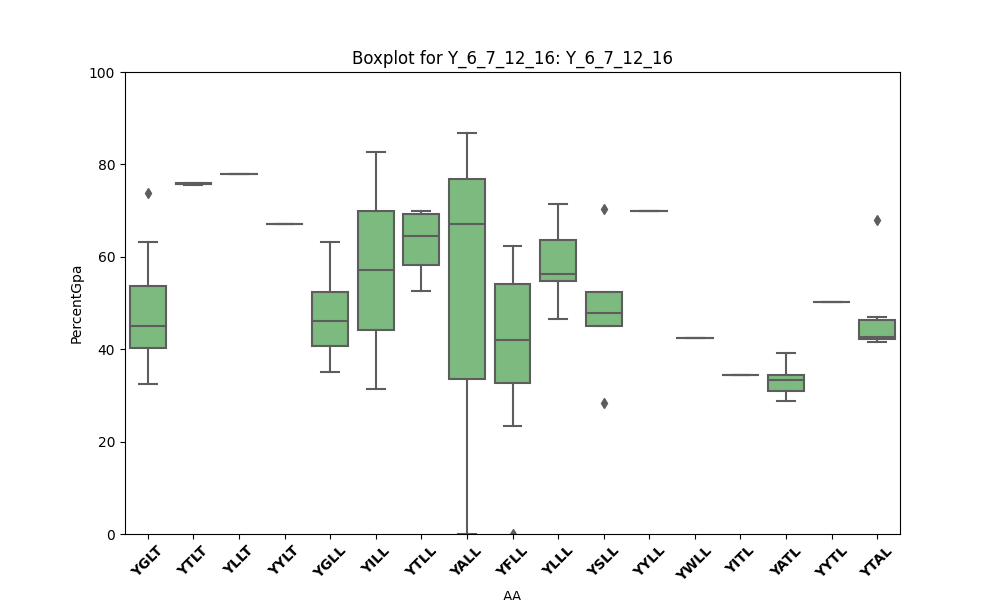 Boxplot for Y_6_7_12_16: Y_6_7_12_16
PercentGpa
100
80
60
40
20
0
YGLT YTLT YLLT YYLT YGLL YILL YTLL YALL YFLL YLLL YSLL YYLL YWLL YITL YATL YYTL YTAL
AA